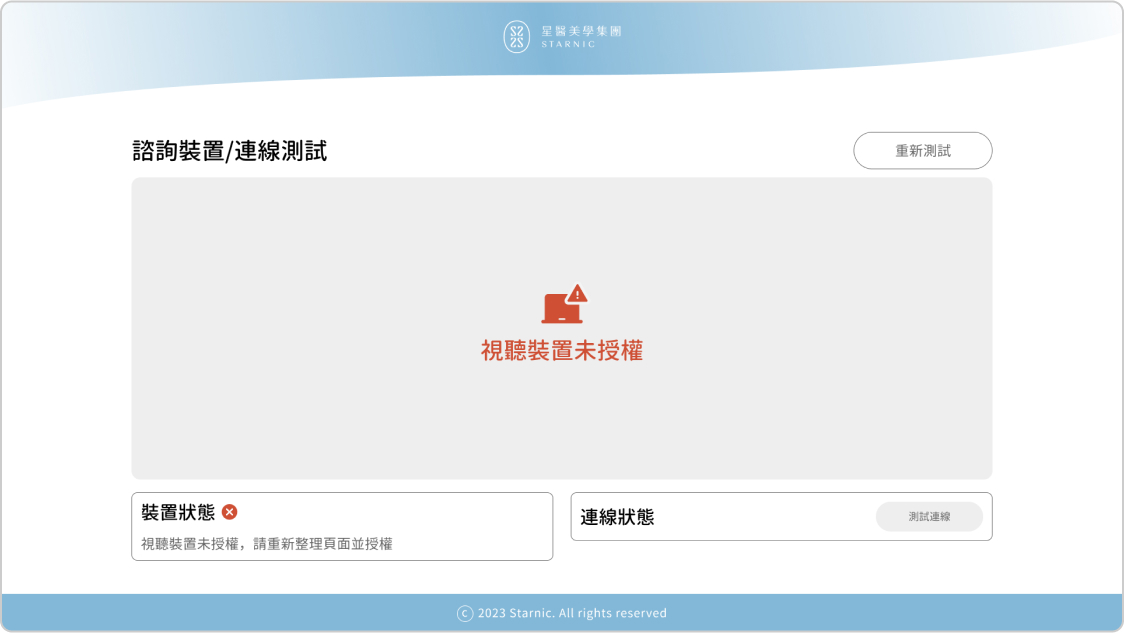 星醫美學集團
STARNIC
諮詢裝置/連線測試
重新測試
視聽裝置未授權
裝置狀態
視聽裝置未授權，請重新整理頁面並授權
連線狀態
測試連線
© 2023 Starnic. All rights reserved